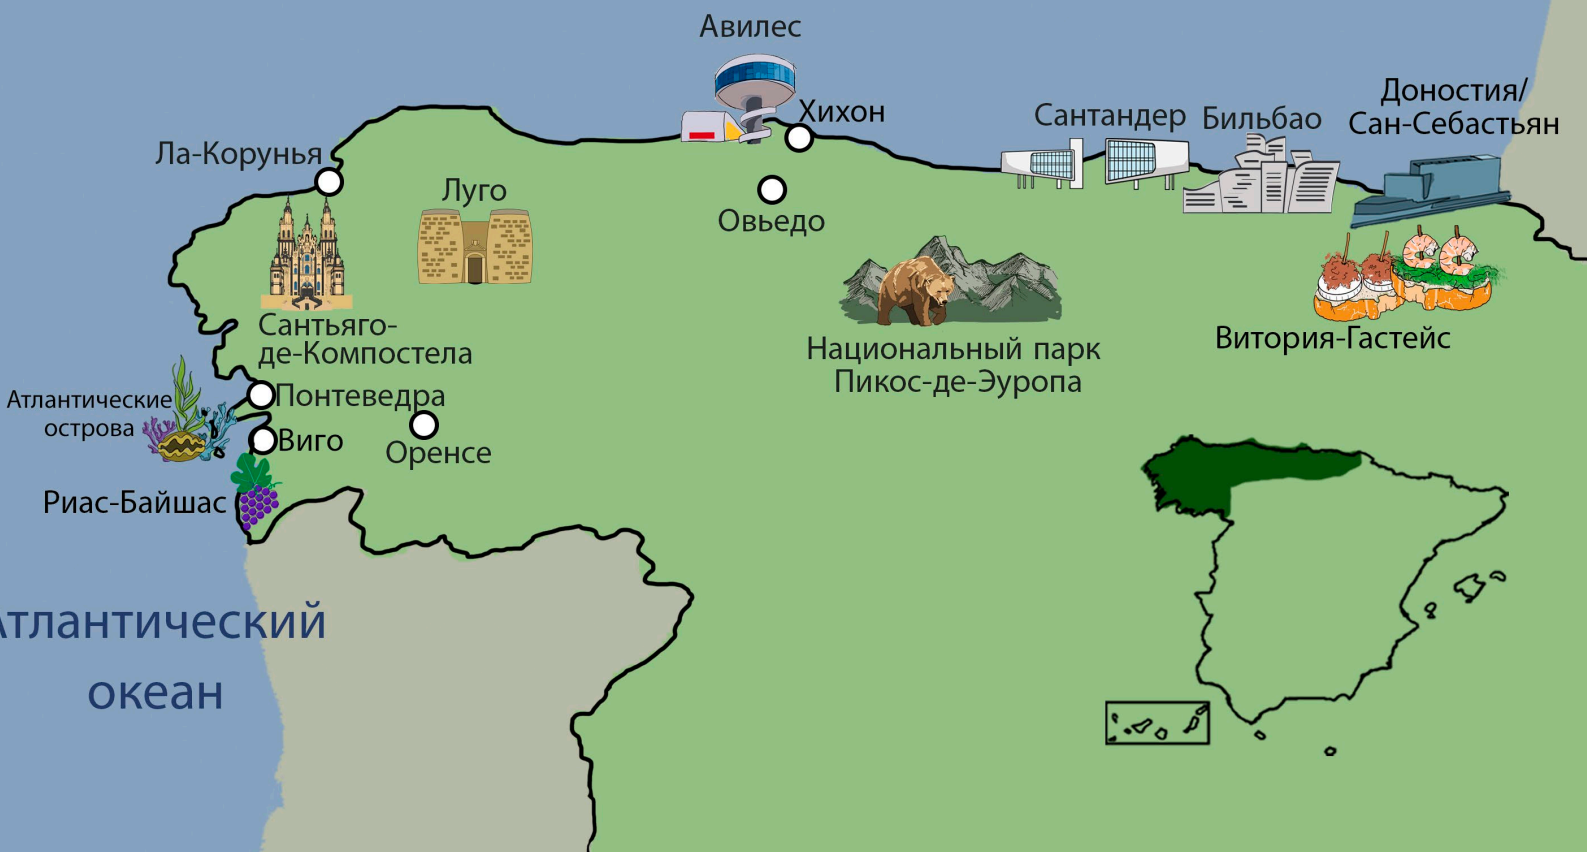 Авилес
Хихон
Доностия/
Сан-Себастьян
Сантандер
Бильбао
Ла-Корунья
Луго
Овьедо
Сантьяго-
де-Компостела
Национальный парк
Пикос-де-Эуропа
Витория-Гастейс
Атлантические
острова
Понтеведра
Виго
Оренсе
Риас-Байшас
Атлантический
океан